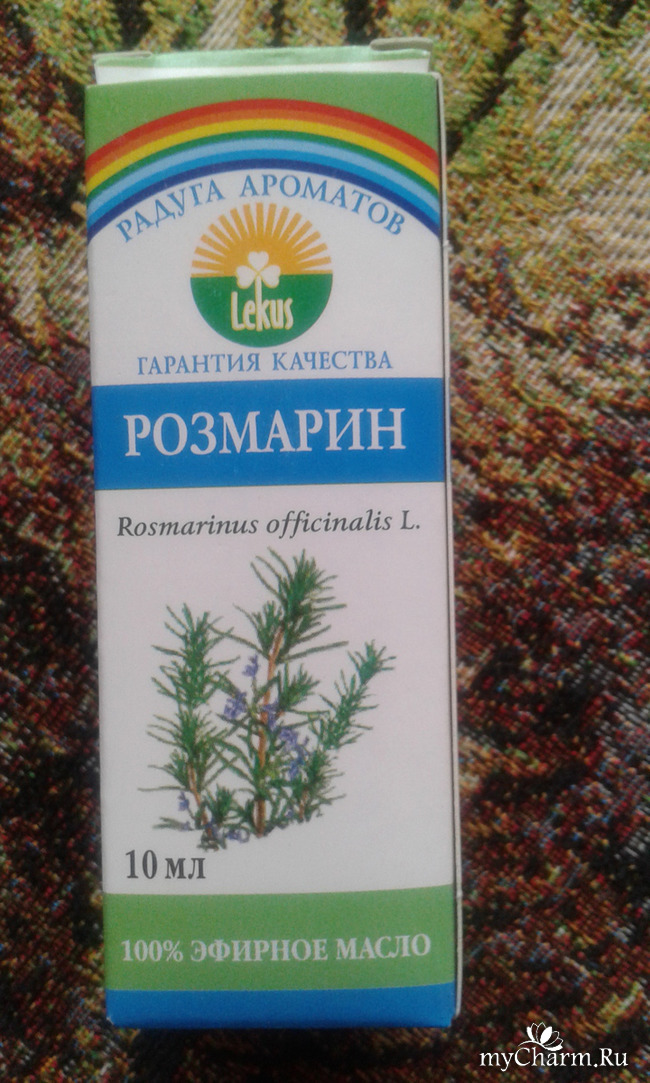 РАДУГА АРОМАТОВ
Lekus
ГАРАНТИЯ КАЧЕСТВА
РОЗМАРИН
Rosmarinus officinalis L.
10 мл
100% ЭФИРНОЕ МАСЛО
myCharm.Ru